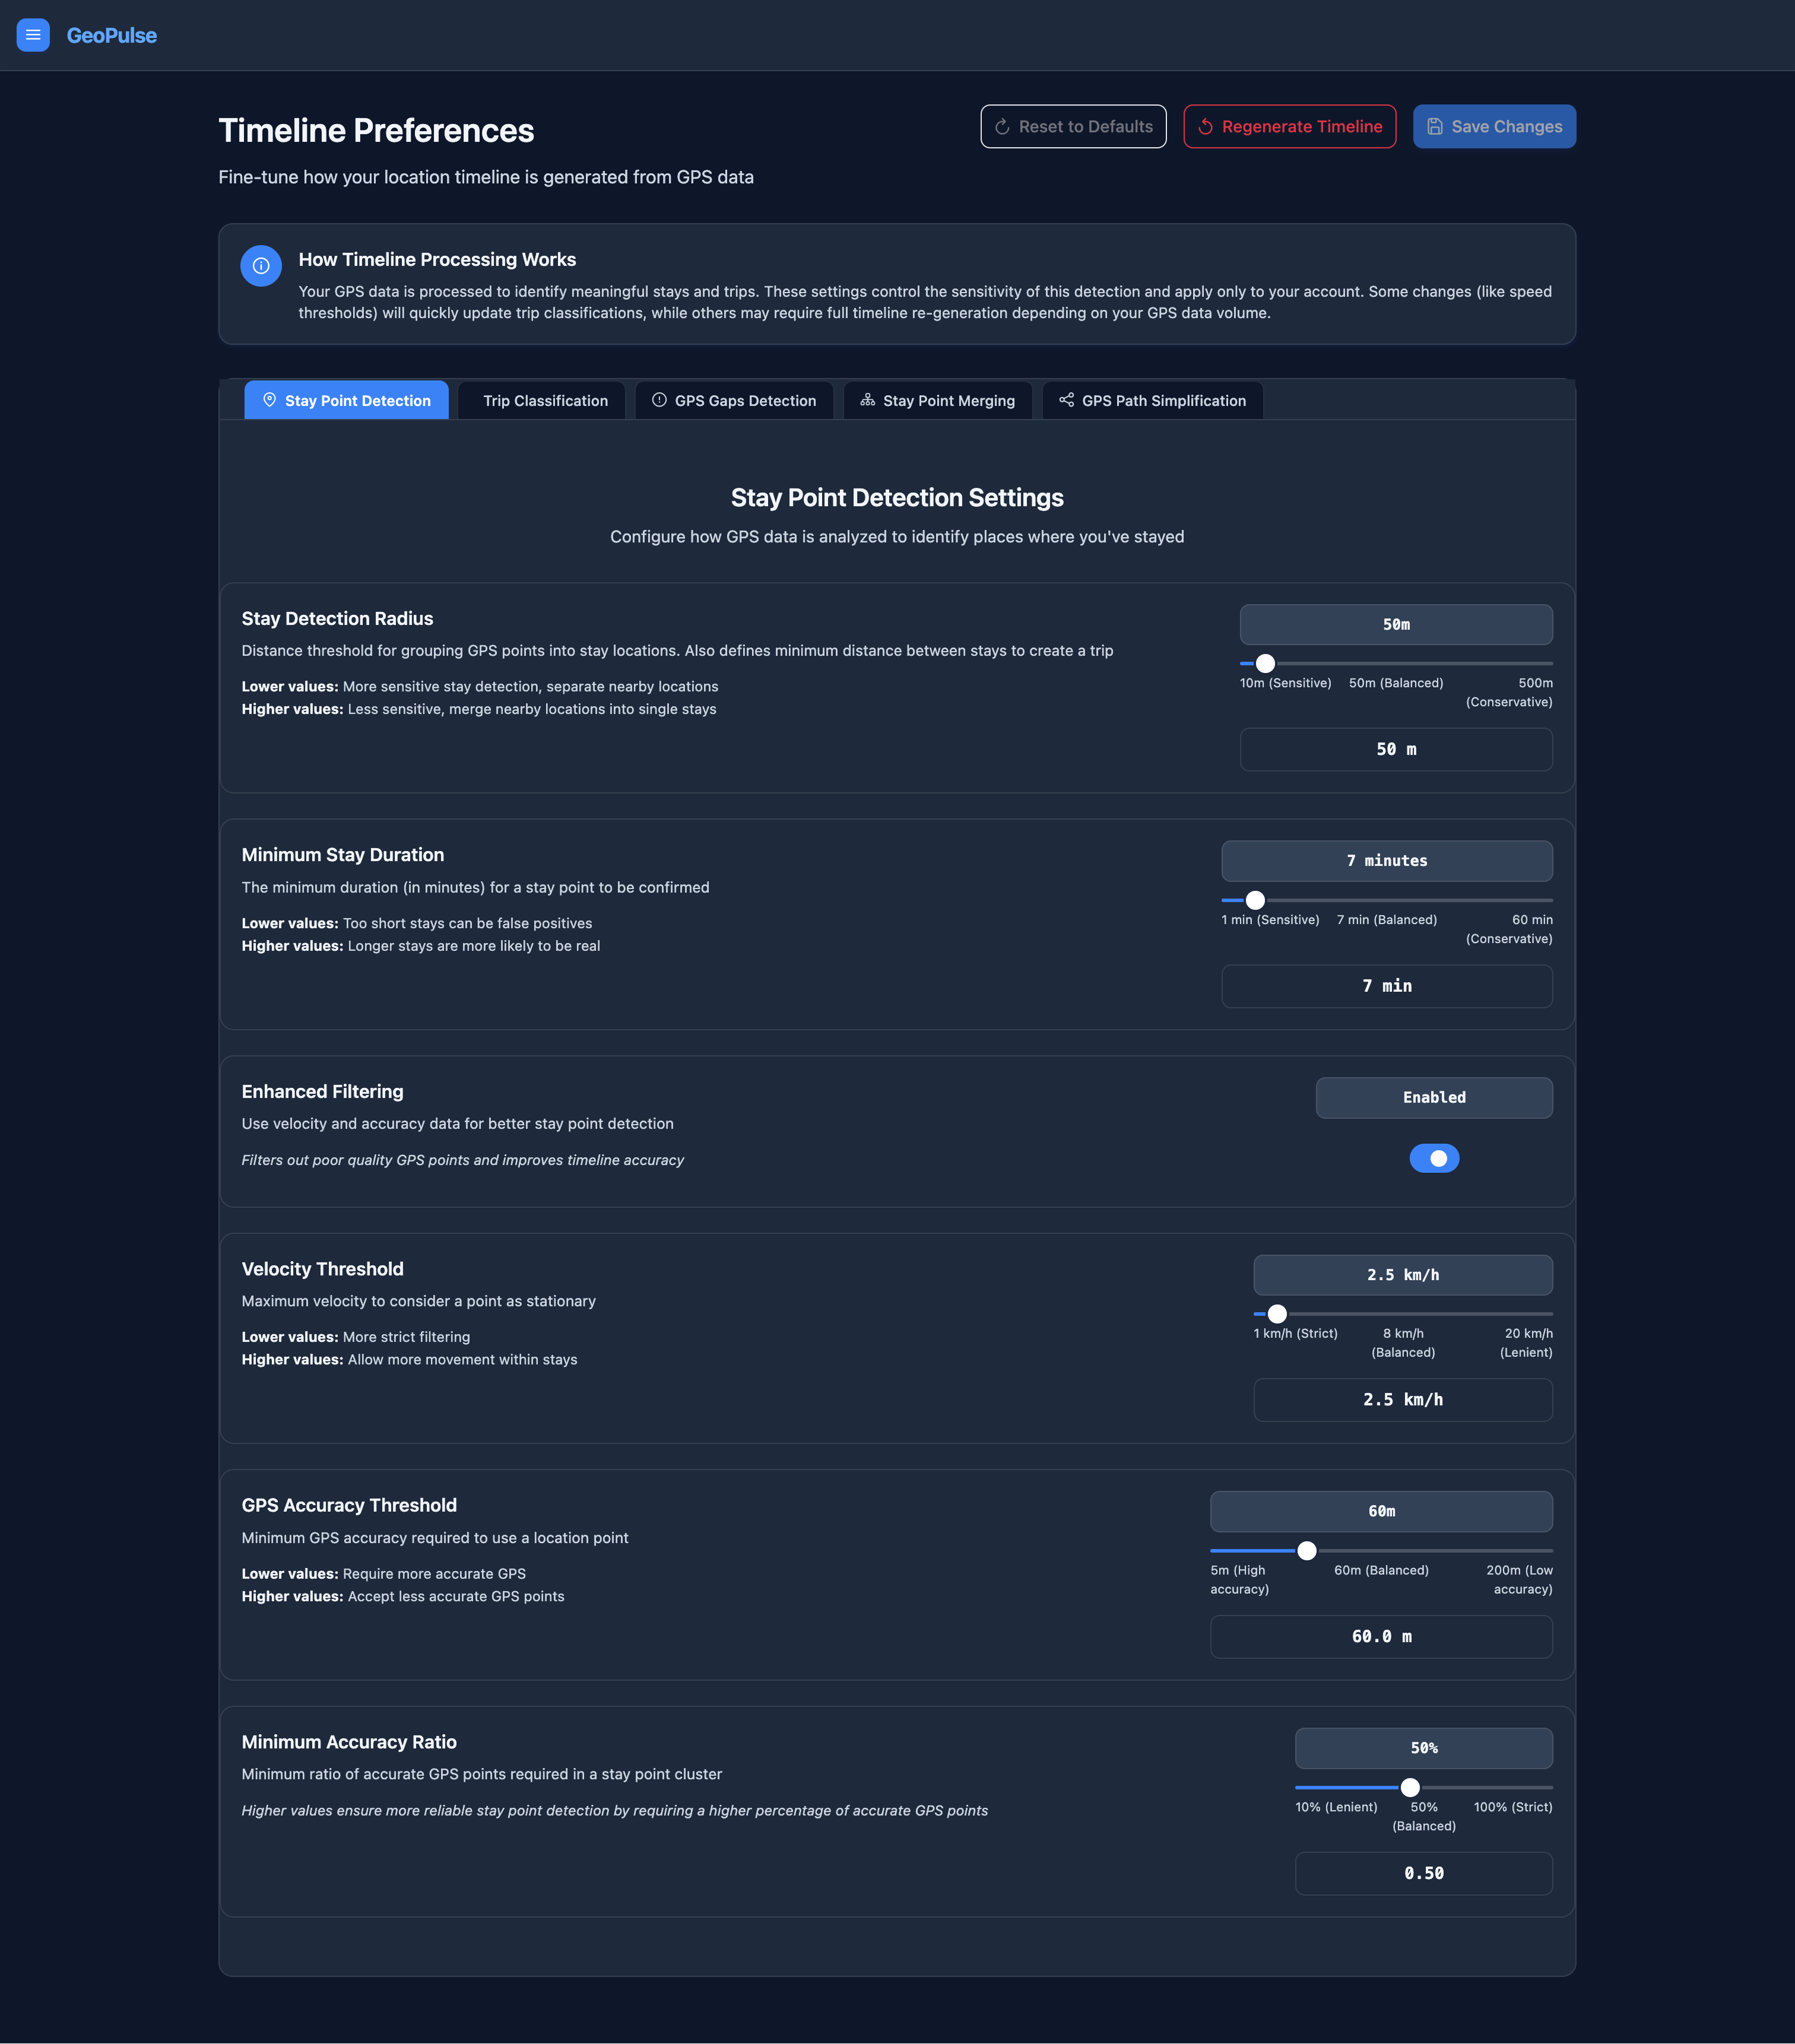 GeoPulse
Timeline Preferences
Fine-tune how your location timeline is generated from GPS data
Reset to Defaults
Regenerate Timeline
Save Changes
How Timeline Processing Works
Your GPS data is processed to identify meaningful stays and trips. These settings control the sensitivity of this detection and apply only to your account. Some changes (like speed
thresholds) will quickly update trip classifications, while others may require full timeline re-generation depending on your GPS data volume.
Stay Point Detection
Trip Classification
GPS Gaps Detection
Stay Point Merging
GPS Path Simplification
Stay Point Detection Settings
Configure how GPS data is analyzed to identify places where you've stayed
Stay Detection Radius
Distance threshold for grouping GPS points into stay locations. Also defines minimum distance between stays to create a trip
Lower values: More sensitive stay detection, separate nearby locations
Higher values: Less sensitive, merge nearby locations into single stays
50m
10m (Sensitive)
50m (Balanced)
500m
(Conservative)
50 m
Minimum Stay Duration
The minimum duration (in minutes) for a stay point to be confirmed
Lower values: Too short stays can be false positives
Higher values: Longer stays are more likely to be real
7 minutes
1 min (Sensitive)
7 min (Balanced)
60 min
(Conservative)
7 min
Enhanced Filtering
Use velocity and accuracy data for better stay point detection
Filters out poor quality GPS points and improves timeline accuracy
Enabled
Velocity Threshold
Maximum velocity to consider a point as stationary
Lower values: More strict filtering
Higher values: Allow more movement within stays
2.5 km/h
1 km/h (Strict)
8 km/h
(Balanced)
20 km/h
(Lenient)
2.5 km/h
GPS Accuracy Threshold
Minimum GPS accuracy required to use a location point
Lower values: Require more accurate GPS
Higher values: Accept less accurate GPS points
60m
5m (High
accuracy)
60m (Balanced)
200m (Low
accuracy)
60.0 m
Minimum Accuracy Ratio
Minimum ratio of accurate GPS points required in a stay point cluster
Higher values ensure more reliable stay point detection by requiring a higher percentage of accurate GPS points
50%
10% (Lenient)
50%
(Balanced)
100% (Strict)
0.50